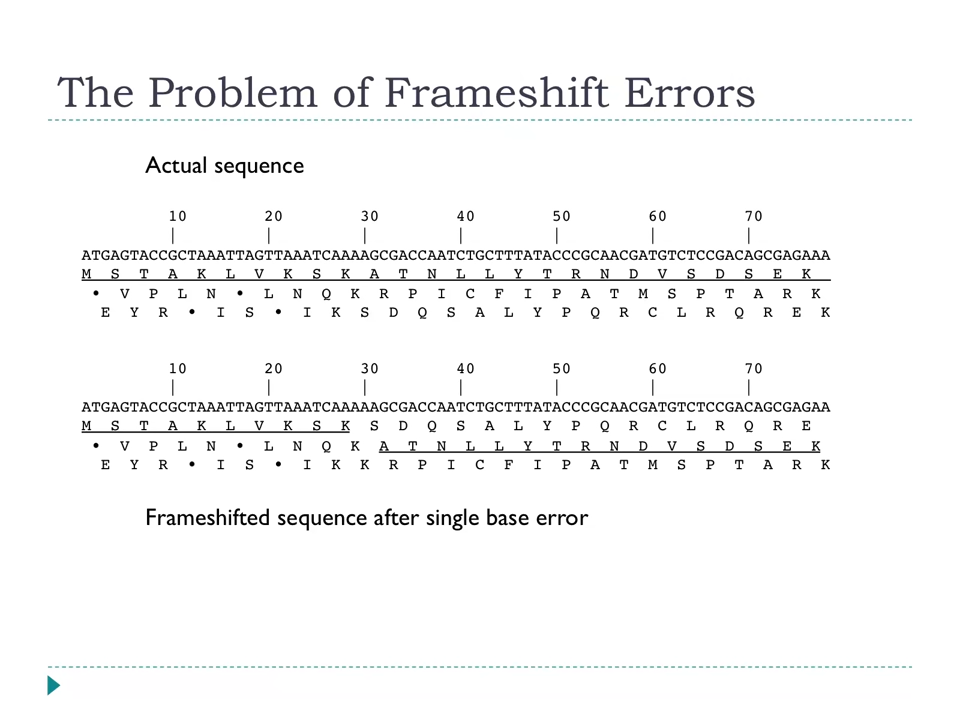 The Problem of Frameshift Errors
Actual sequence
10 20 30 40 50 60 70
| | | | | | |
ATGAGTACCGCTAAATTAGTTAAATCAAAAGCGACCAATCTGCTTTATACCCGCAACGATGTCTCCGACAGCGAGAAA
M S T A K L V K S K A T N L L Y T R N D V S D S E K
• V P L N • L N Q K R P I C F I P A T M S P T A R K
E Y R • I S • I K S D Q S A L Y P Q R C L R Q R E K
10 20 30 40 50 60 70
| | | | | | |
ATGAGTACCGCTAAATTAGTTAAATCAAAAAGCGACCAATCTGCTTTATACCCGCAACGATGTCTCCGACAGCGAGAA
M S T A K L V K S K S D Q S A L Y P Q R C L R Q R E
• V P L N • L N Q K A T N L L Y T R N D V S D S E K
E Y R • I S • I K K R P I C F I P A T M S P T A R K
Frameshifted sequence after single base error